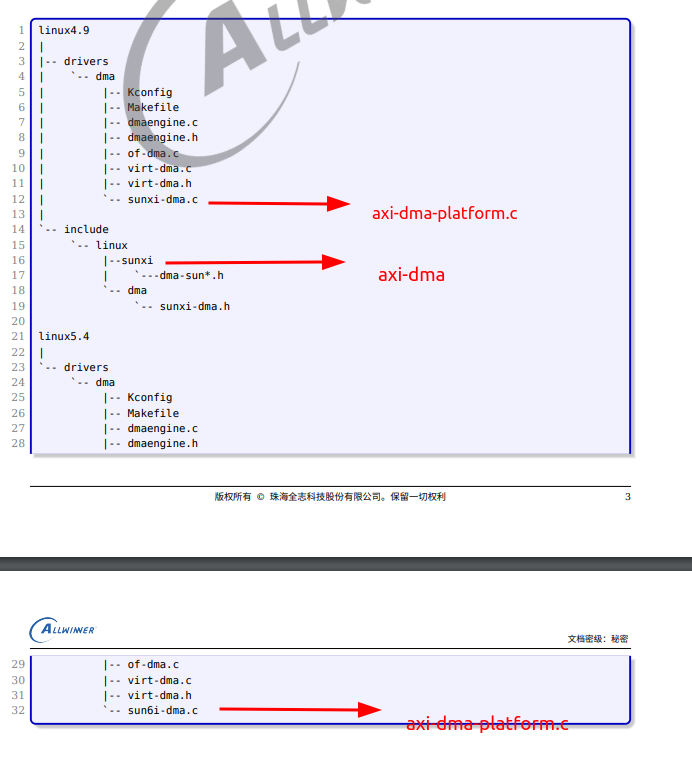 ALLWINNER
1 linux4.9
2 |
3 |-- drivers
4 |    `-- dma
5 |         |-- Kconfig
6 |         |-- Makefile
7 |         |-- dmaengine.c
8 |         |-- dmaengine.h
9 |         |-- of-dma.c
10 |         |-- virt-dma.c
11 |         |-- virt-dma.h
12 |         `-- sunxi-dma.c axi-dma-platform.c
13 |
14 `-- include
15      `-- linux
16           |--sunxi axi-dma
17           |    `---dma-sun*.h
18           `-- dma
19                `-- sunxi-dma.h
20
21 linux5.4
22 |
23 `-- drivers
24      `-- dma
25           |-- Kconfig
26           |-- Makefile
27           |-- dmaengine.c
28           |-- dmaengine.h
版权所有 © 珠海全志科技股份有限公司。保留一切权利 3
ALLWINNER
文档密级：秘密
29           |-- of-dma.c
30           |-- virt-dma.c
31           |-- virt-dma.h
32           `-- sun6i-dma.c axi-dma-platform.c